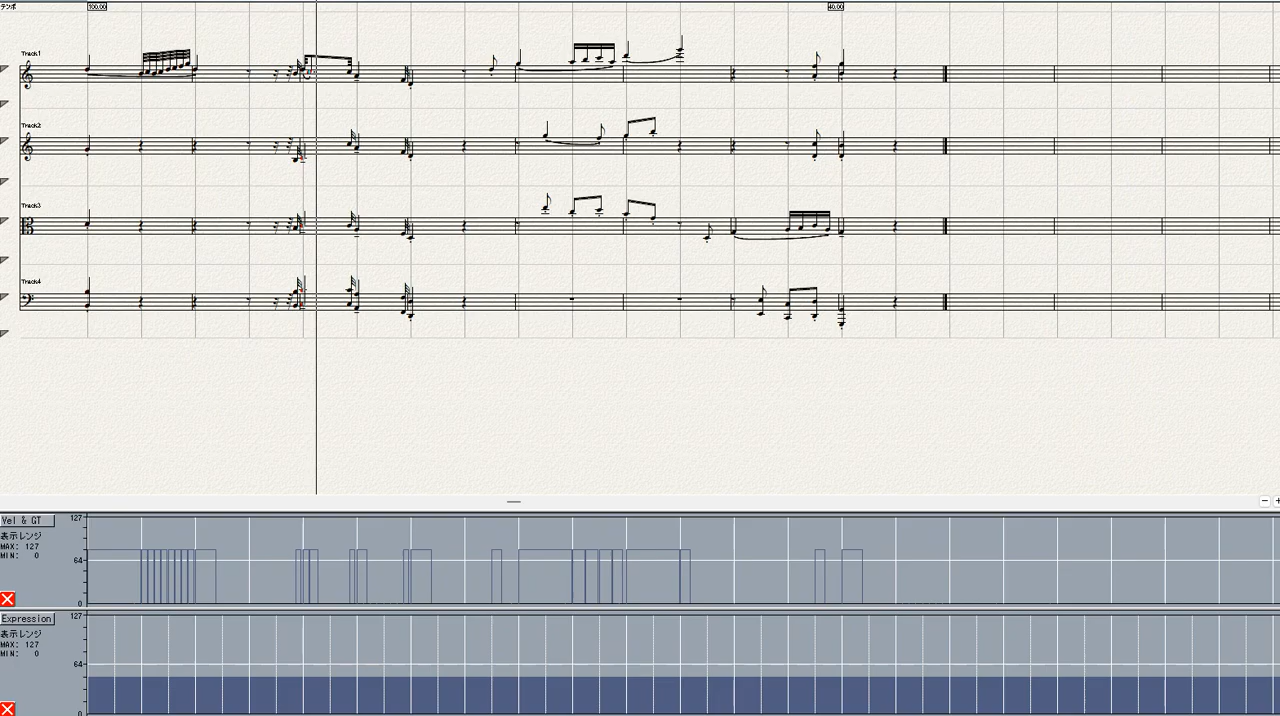 テンポ
100.00
40.00
Track1
Track2
Track3
Track4
Vel & GT
127
表示レンジ
MAX: 127
MIN: 0
64
0
Expression
127
表示レンジ
MAX: 127
MIN: 0
64
0